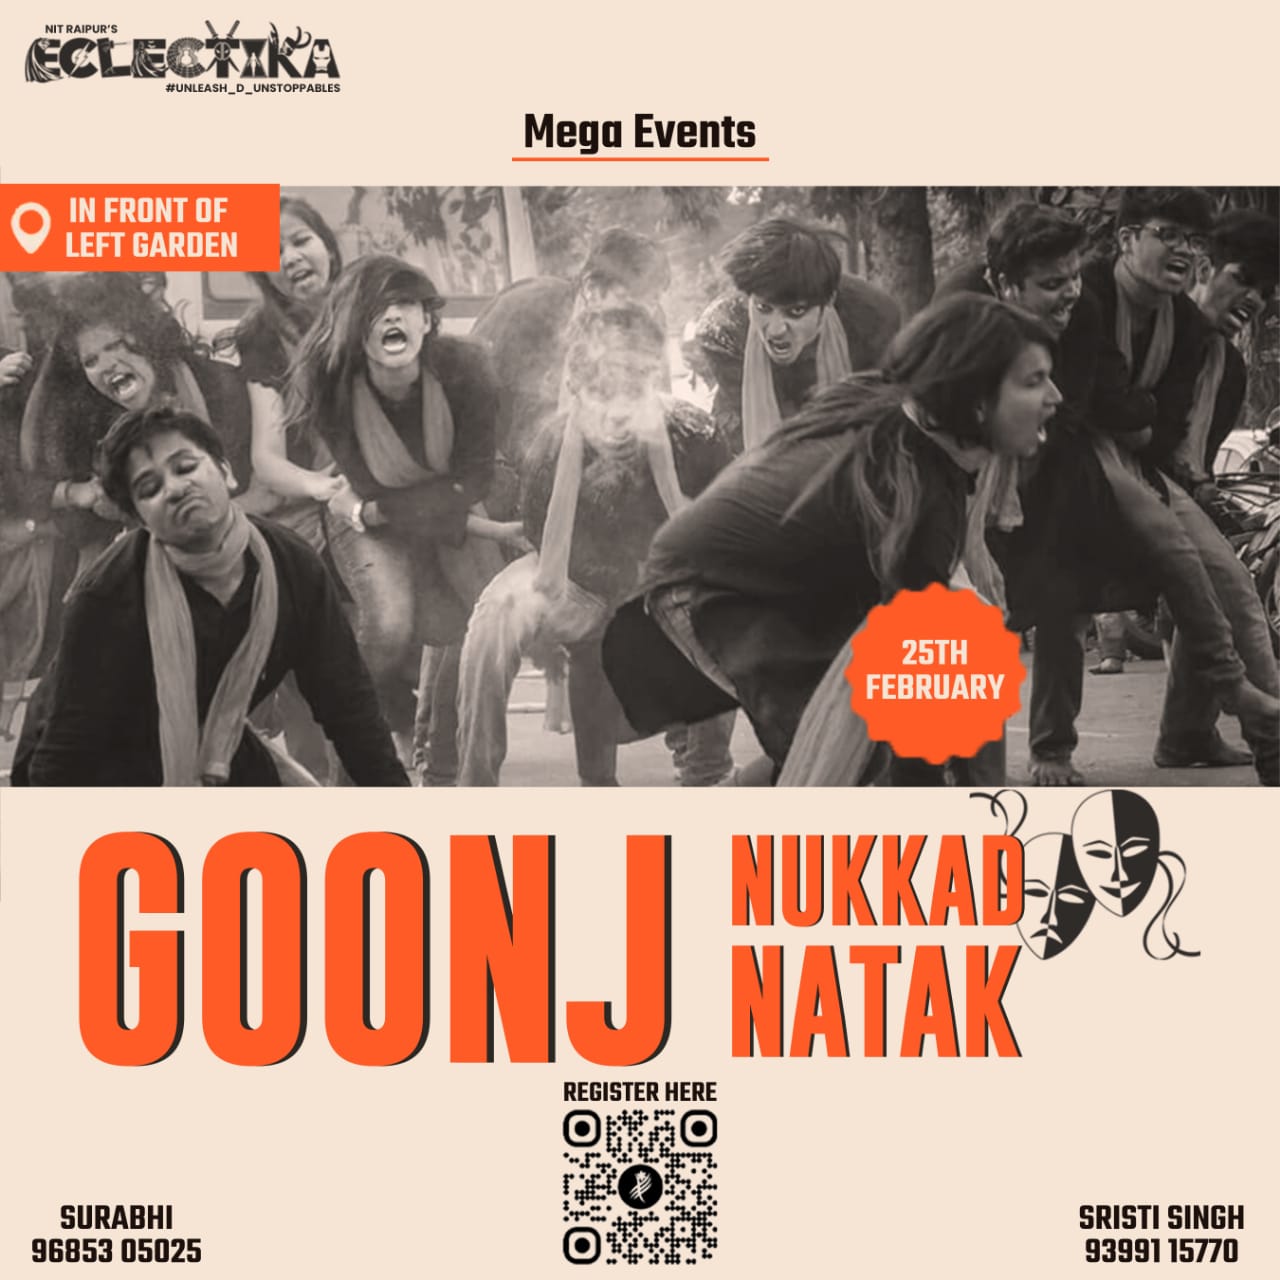 NIT RAIPUR'S
ECLECTIKA
#UNLEASH_D_UNSTOPPABLES
Mega Events
IN FRONT OF
LEFT GARDEN
25TH
FEBRUARY
GOONJ
NUKKAD
NATAK
REGISTER HERE
SURABHI
96853 05025
SRISTI SINGH
93991 15770